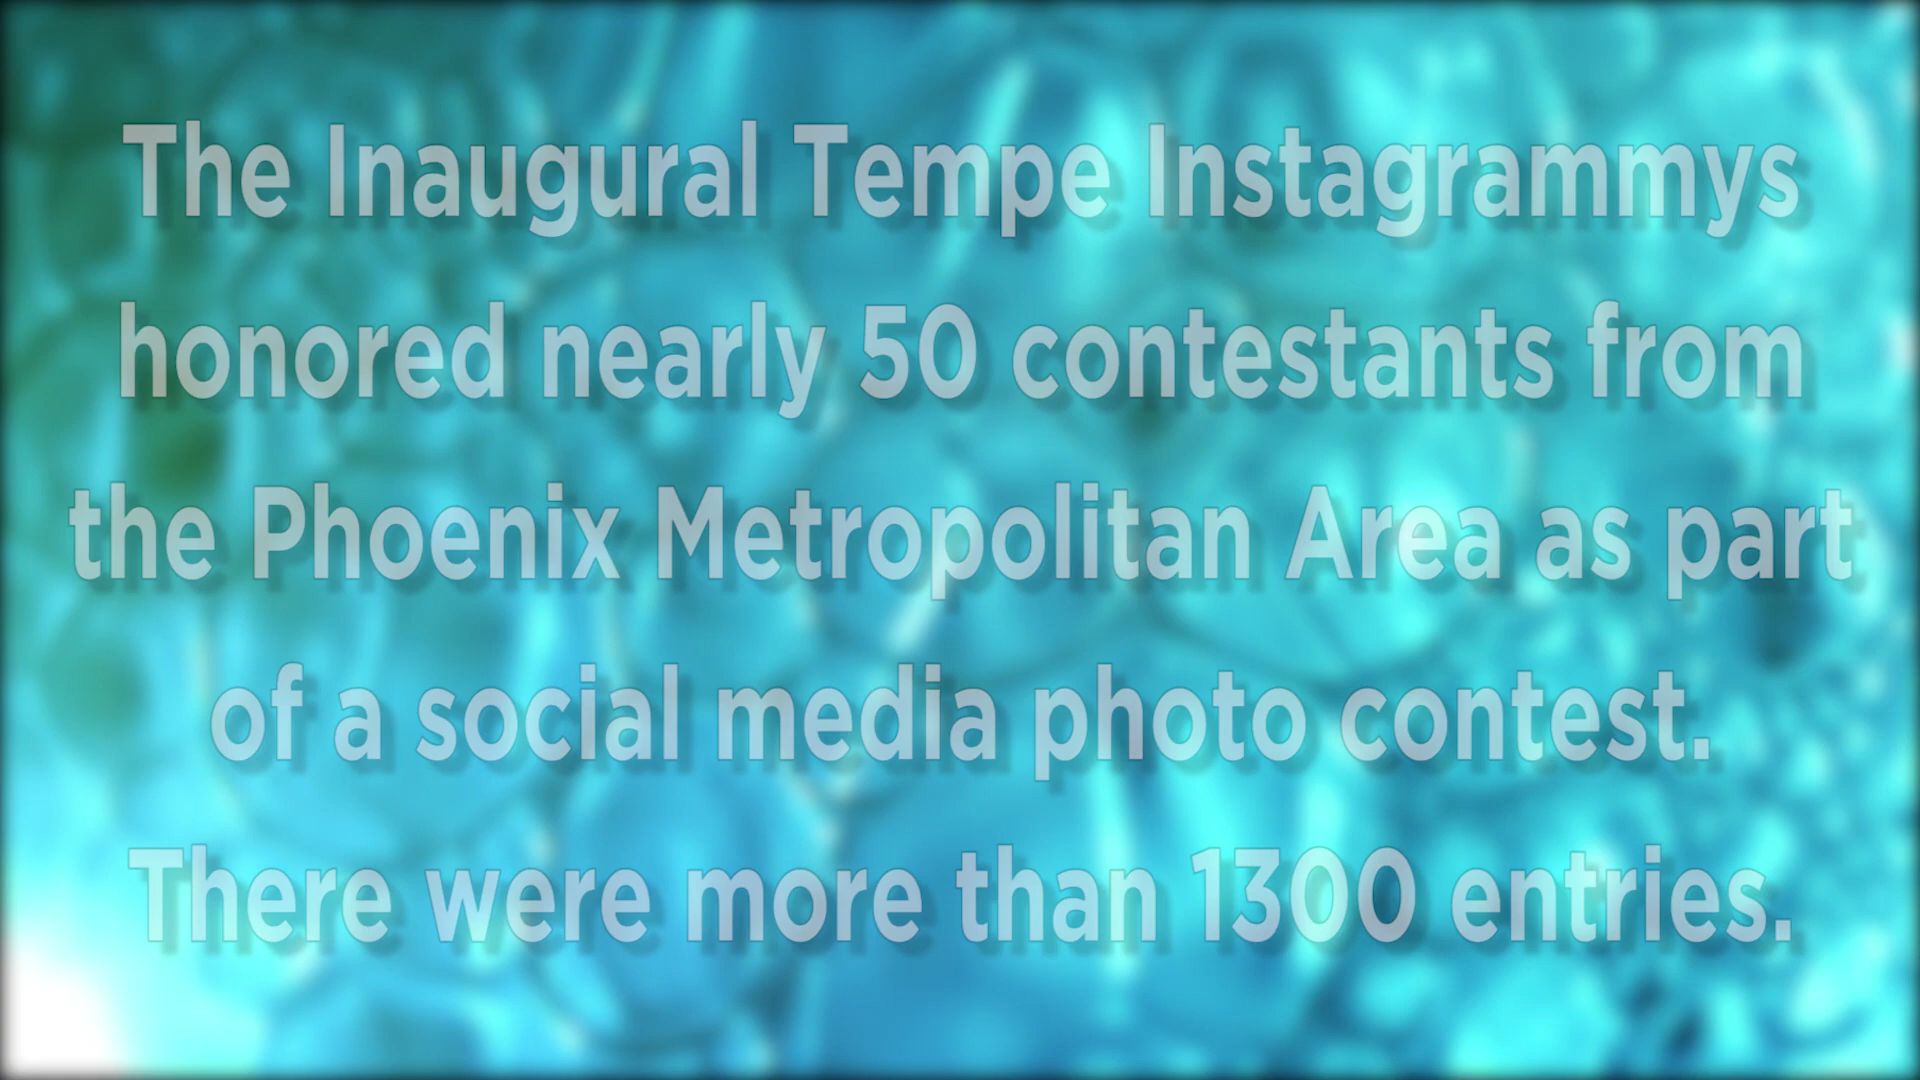 The Inaugural Tempe Instagrammys
honored nearly 50 contestants from
the Phoenix Metropolitan Area as part
of a social media photo contest.
There were more than 1300 entries.